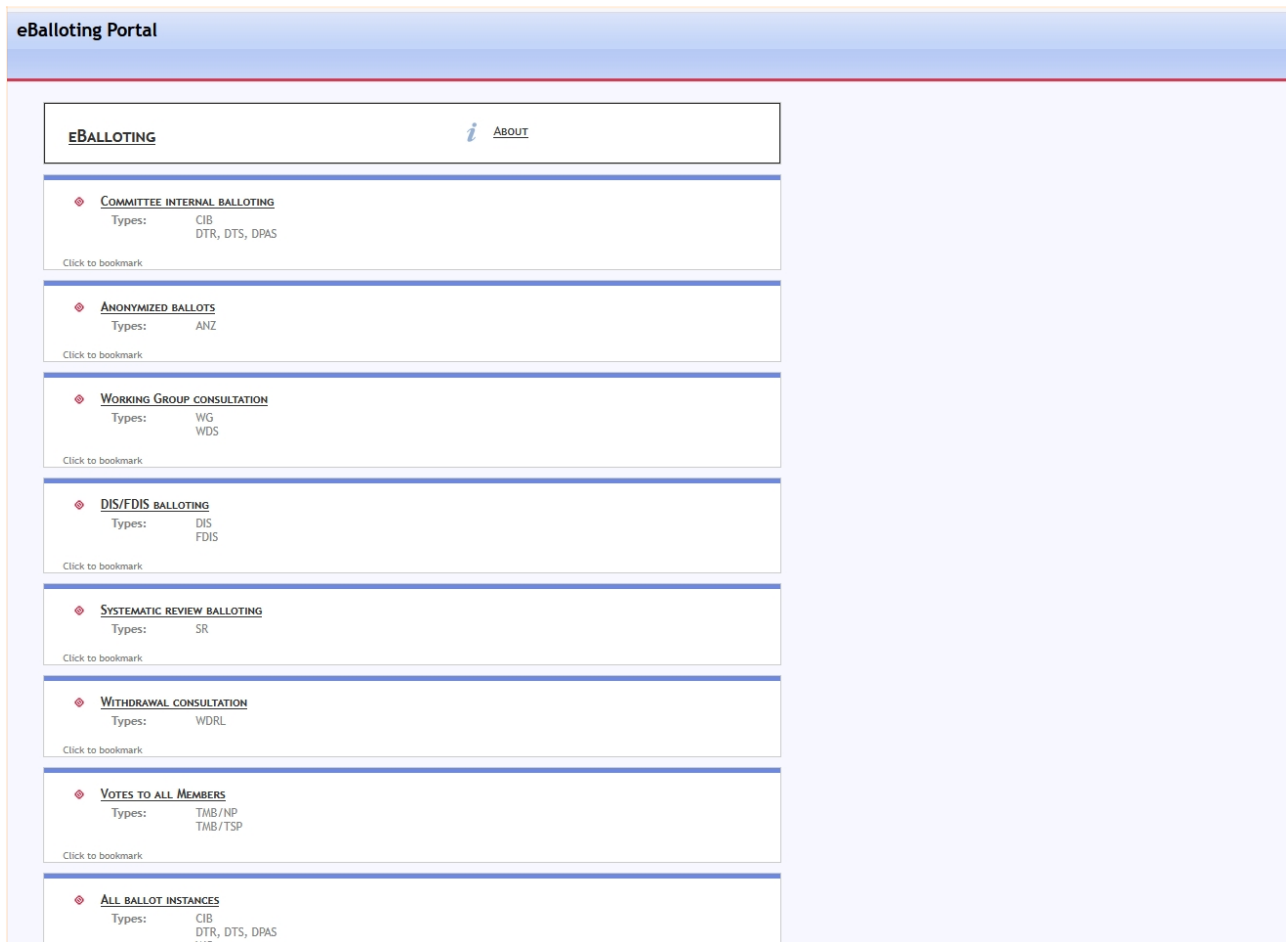 eBalloting Portal
eBalloting
About
Committee internal balloting
Types: CIB
DTR, DTS, DPAS
Click to bookmark
Anonymized ballots
Types: ANZ
Click to bookmark
Working Group consultation
Types: WG
WDS
Click to bookmark
DIS/FDIS balloting
Types: DIS
FDIS
Click to bookmark
Systematic review balloting
Types: SR
Click to bookmark
Withdrawal consultation
Types: WDRL
Click to bookmark
Votes to all Members
Types: TMB/NP
TMB/TSP
Click to bookmark
All ballot instances
Types: CIB
DTR, DTS, DPAS